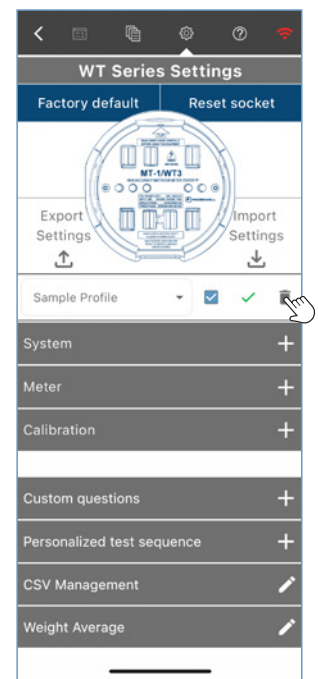 WT Series Settings
Factory default
Reset socket
TOP
MT-1/WT3
Export
Settings
Import
Settings
Sample Profile
System
Meter
Calibration
Custom questions
Personalized test sequence
CSV Management
Weight Average